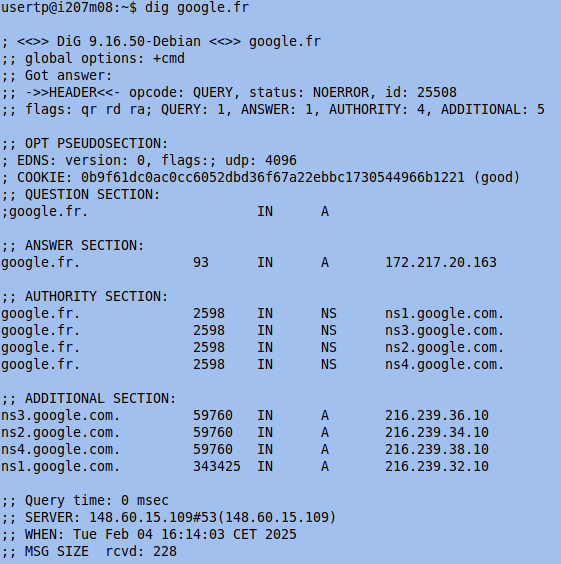 usertp@i207m08:~$ dig google.fr
; <<>> DiG 9.16.50-Debian <<>> google.fr
;; global options: +cmd
;; Got answer:
;; ->>HEADER<<- opcode: QUERY, status: NOERROR, id: 25508
;; flags: qr rd ra; QUERY: 1, ANSWER: 1, AUTHORITY: 4, ADDITIONAL: 5
;; OPT PSEUDOSECTION:
; EDNS: version: 0, flags:; udp: 4096
; COOKIE: 0b9f61dc0ac0cc6052dbd36f67a22ebbc1730544966b1221 (good)
;; QUESTION SECTION:
;google.fr. IN A
;; ANSWER SECTION:
google.fr. 93 IN A 172.217.20.163
;; AUTHORITY SECTION:
google.fr. 2598 IN NS ns1.google.com.
google.fr. 2598 IN NS ns3.google.com.
google.fr. 2598 IN NS ns2.google.com.
google.fr. 2598 IN NS ns4.google.com.
;; ADDITIONAL SECTION:
ns3.google.com. 59760 IN A 216.239.36.10
ns2.google.com. 59760 IN A 216.239.34.10
ns4.google.com. 59760 IN A 216.239.38.10
ns1.google.com. 343425 IN A 216.239.32.10
;; Query time: 0 msec
;; SERVER: 148.60.15.109#53(148.60.15.109)
;; WHEN: Tue Feb 04 16:14:03 CET 2025
;; MSG SIZE rcvd: 228